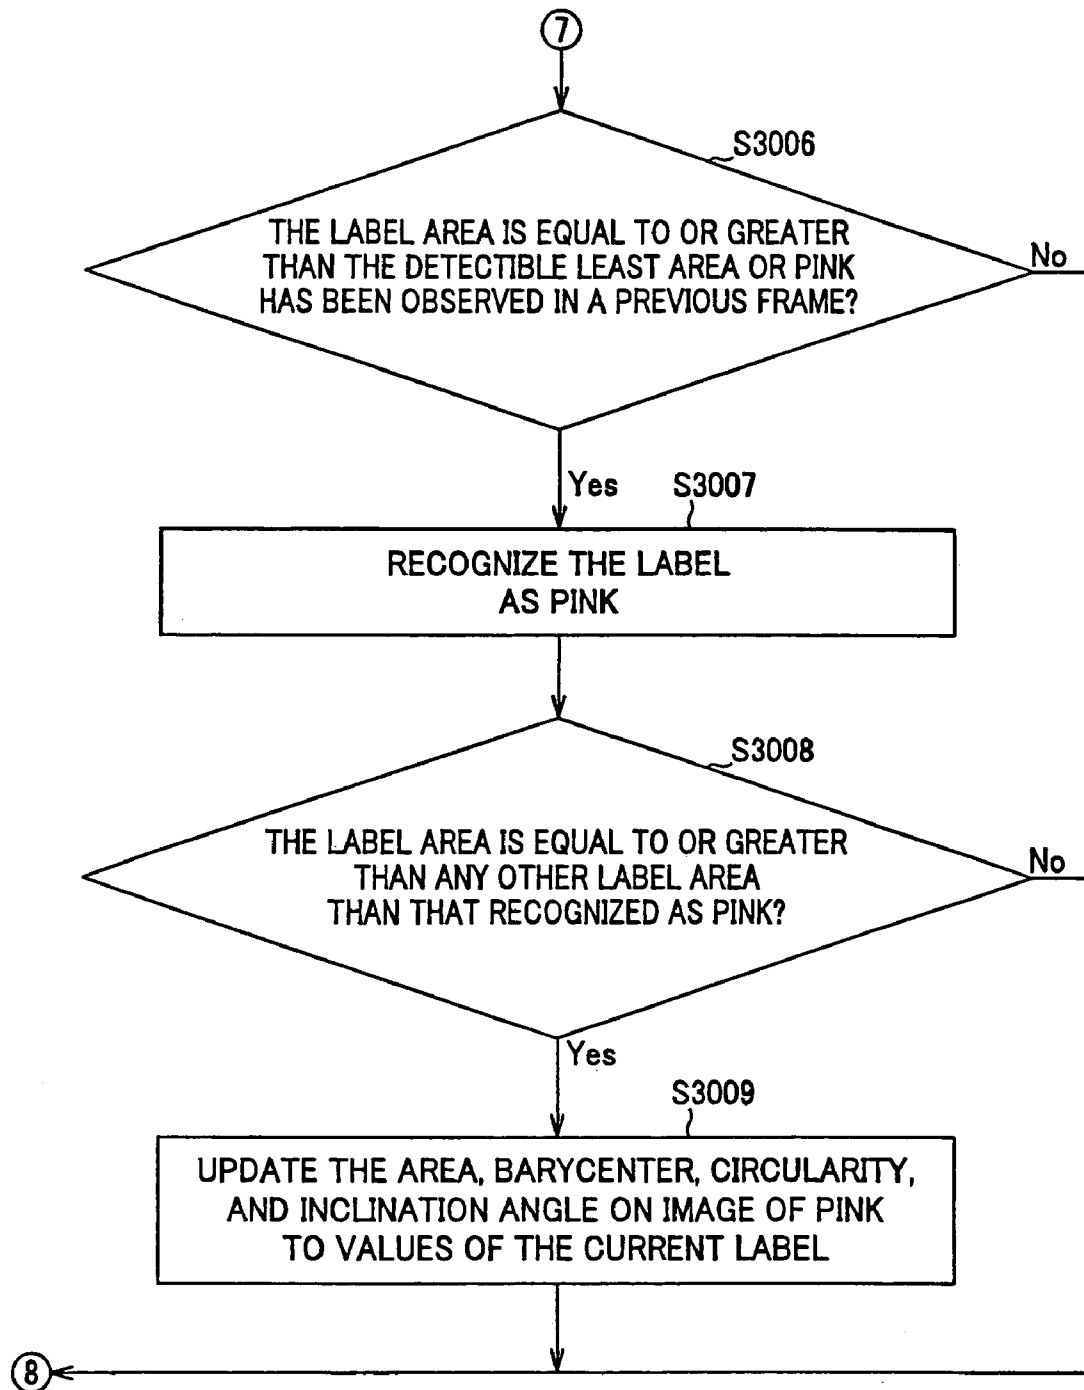 7
S3006
THE LABEL AREA IS EQUAL TO OR GREATER
THAN THE DETECTIBLE LEAST AREA OR PINK
HAS BEEN OBSERVED IN A PREVIOUS FRAME?
No
Yes
S3007
RECOGNIZE THE LABEL
AS PINK
S3008
THE LABEL AREA IS EQUAL TO OR GREATER
THAN ANY OTHER LABEL AREA
THAN THAT RECOGNIZED AS PINK?
No
Yes
S3009
UPDATE THE AREA, BARYCENTER, CIRCULARITY,
AND INCLINATION ANGLE ON IMAGE OF PINK
TO VALUES OF THE CURRENT LABEL
8